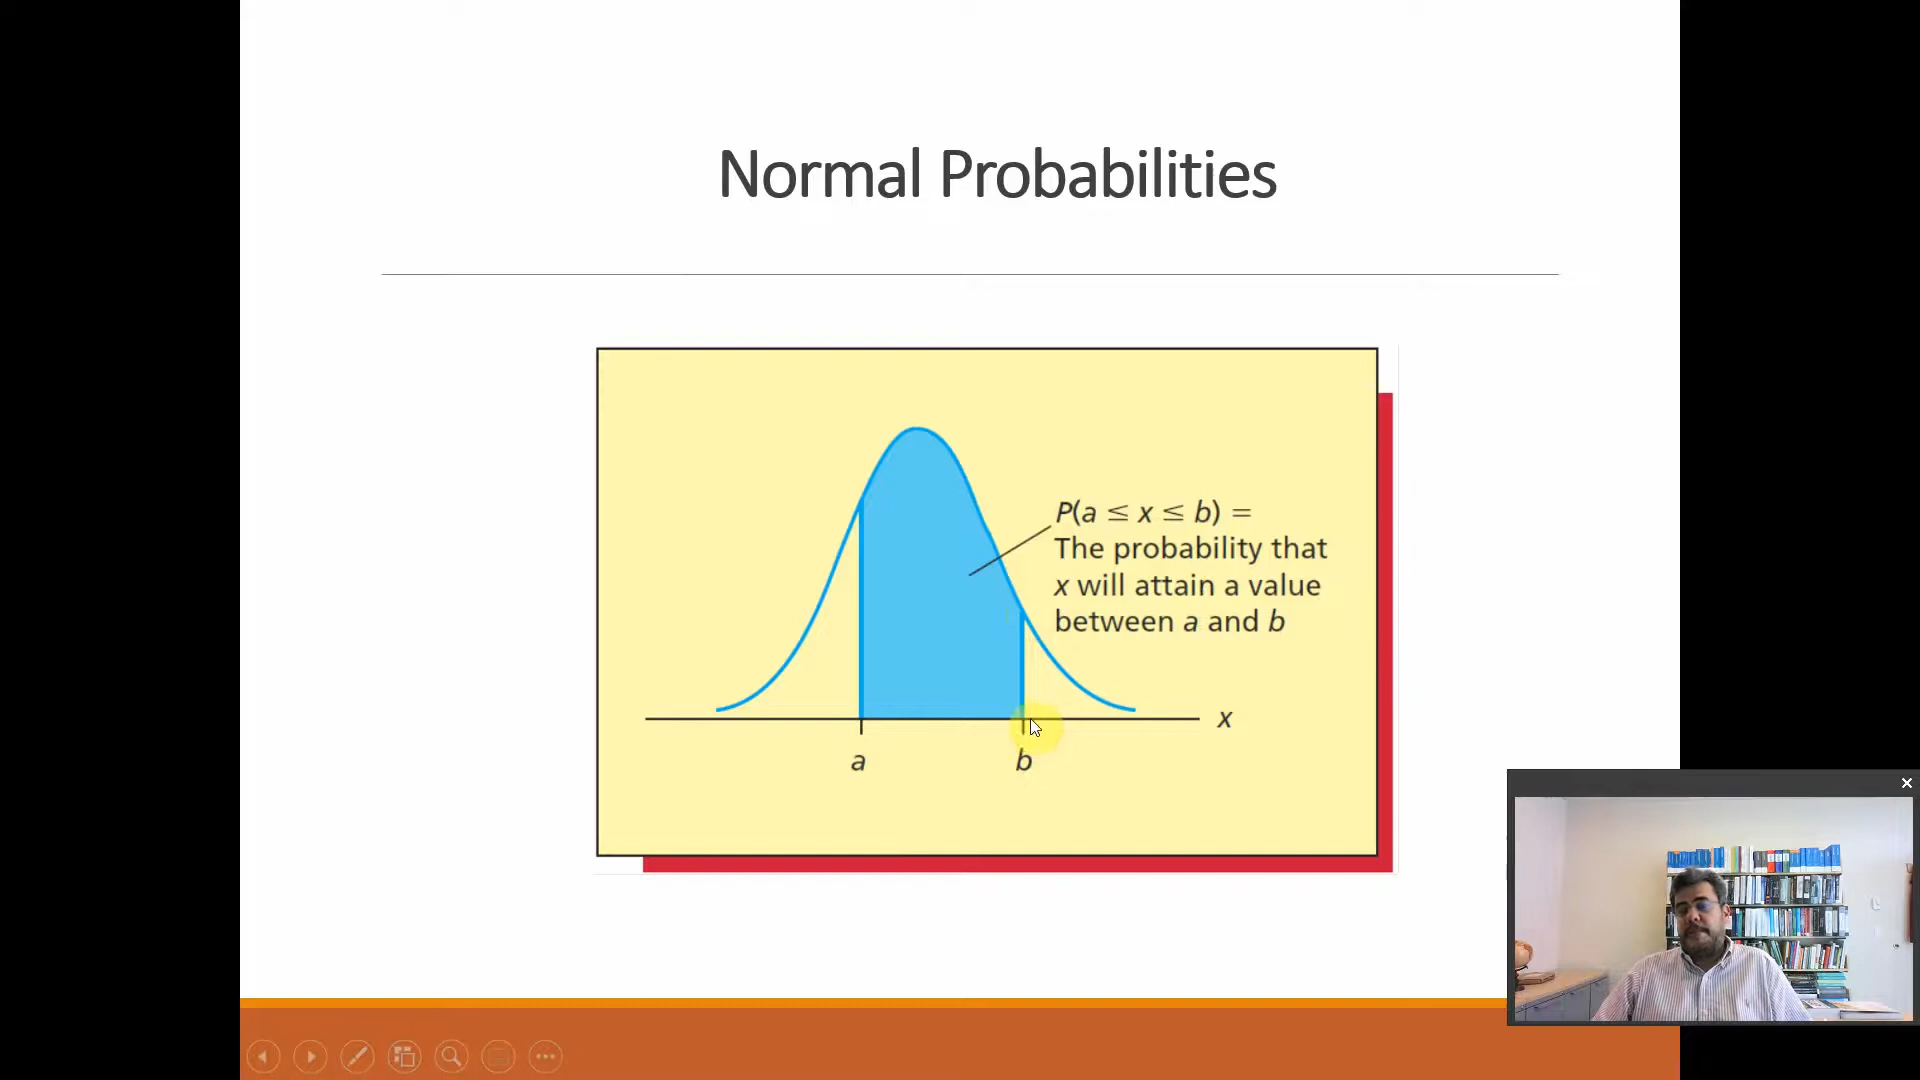 Normal Probabilities
P(a ≤ x ≤ b) =
The probability that
x will attain a value
between a and b
x
a
b